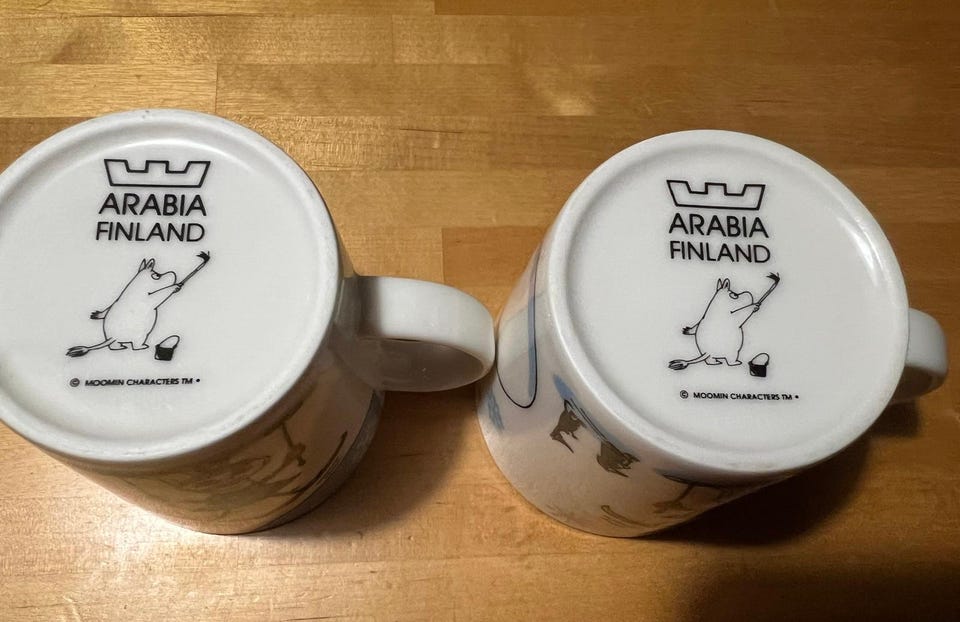 ARABIA
FINLAND
© MOOMIN CHARACTERS TM •
ARABIA
FINLAND
© MOOMIN CHARACTERS TM •